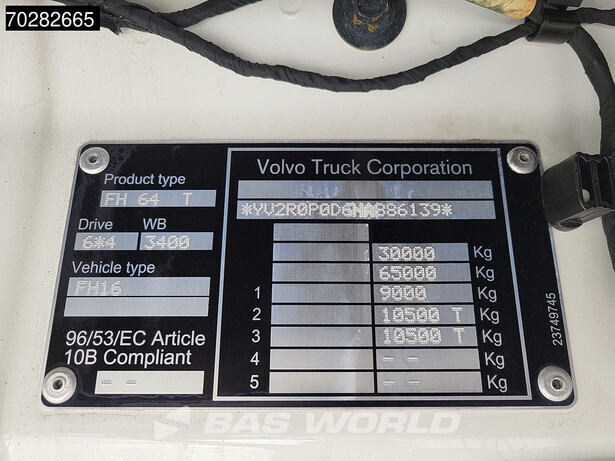 70282665
Product type
FH 64 T
Drive WB
6*4 3400
Vehicle type
FH16
96/53/EC Article
10B Compliant
-- --
Volvo Truck Corporation
*YV2R0P0D6NA886139*
30000 Kg
65000 Kg
1 9000 Kg
2 10500 T Kg
3 10500 T Kg
4 -- -- Kg
5 -- -- Kg
23749745
BAS WORLD